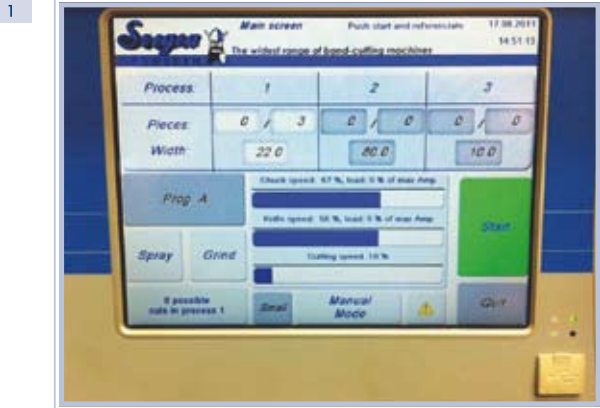 1
Main screen
Push start and reference/auto
17.08.2011
14:51:13
The widest range of band-cutting machines
Process: 1 2 3
Pieces: 0 / 3 0 / 0 0 / 0
Width: 22.0 80.0 10.0
Prog. A
Chuck speed: 67 %, load: 0 % of max Amp.
Knife speed: 66 %, load: 0 % of max Amp.
Cutting speed: 10 %
Start
Spray
Grind
possible
cuts in process 1
Small
Manual
Mode
Quit